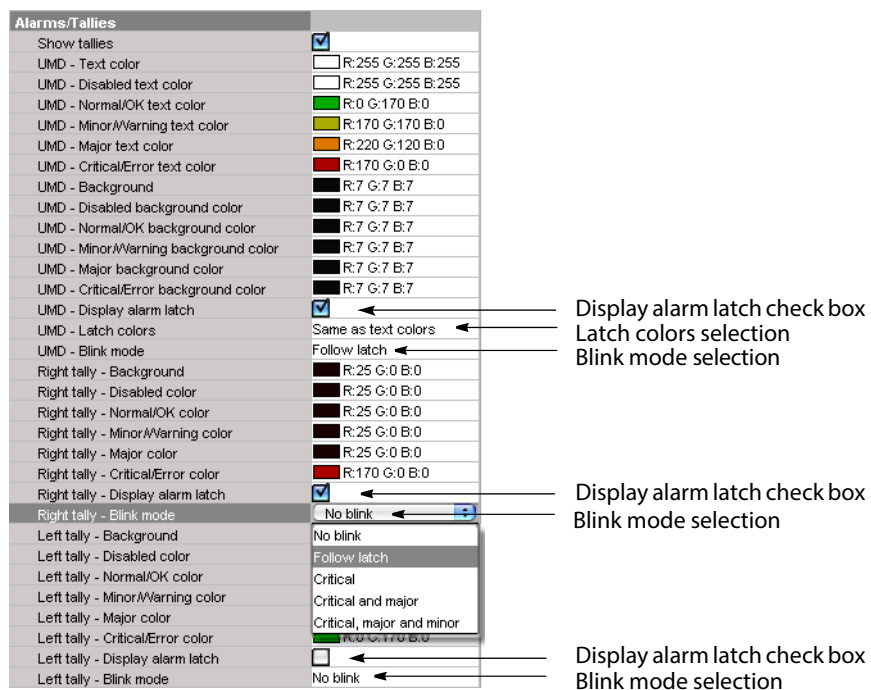 Alarms/Tallies
Show tallies
UMD - Text color R:255 G:255 B:255
UMD - Disabled text color R:255 G:255 B:255
UMD - Normal/OK text color R:0 G:170 B:0
UMD - Minor/Warning text color R:170 G:170 B:0
UMD - Major text color R:220 G:120 B:0
UMD - Critical/Error text color R:170 G:0 B:0
UMD - Background R:7 G:7 B:7
UMD - Disabled background color R:7 G:7 B:7
UMD - Normal/OK background color R:7 G:7 B:7
UMD - Minor/Warning background color R:7 G:7 B:7
UMD - Major background color R:7 G:7 B:7
UMD - Critical/Error background color R:7 G:7 B:7
UMD - Display alarm latch Display alarm latch check box
UMD - Latch colors Same as text colors Latch colors selection
UMD - Blink mode Follow latch Blink mode selection
Right tally - Background R:25 G:0 B:0
Right tally - Disabled color R:25 G:0 B:0
Right tally - Normal/OK color R:25 G:0 B:0
Right tally - Minor/Warning color R:25 G:0 B:0
Right tally - Major color R:25 G:0 B:0
Right tally - Critical/Error color R:170 G:0 B:0
Right tally - Display alarm latch Display alarm latch check box
Right tally - Blink mode No blink Blink mode selection
Left tally - Background No blink
Left tally - Disabled color Follow latch
Left tally - Normal/OK color Critical
Left tally - Minor/Warning color Critical and major
Left tally - Major color Critical, major and minor
Left tally - Critical/Error color R:0 G:170 B:0
Left tally - Display alarm latch Display alarm latch check box
Left tally - Blink mode No blink Blink mode selection